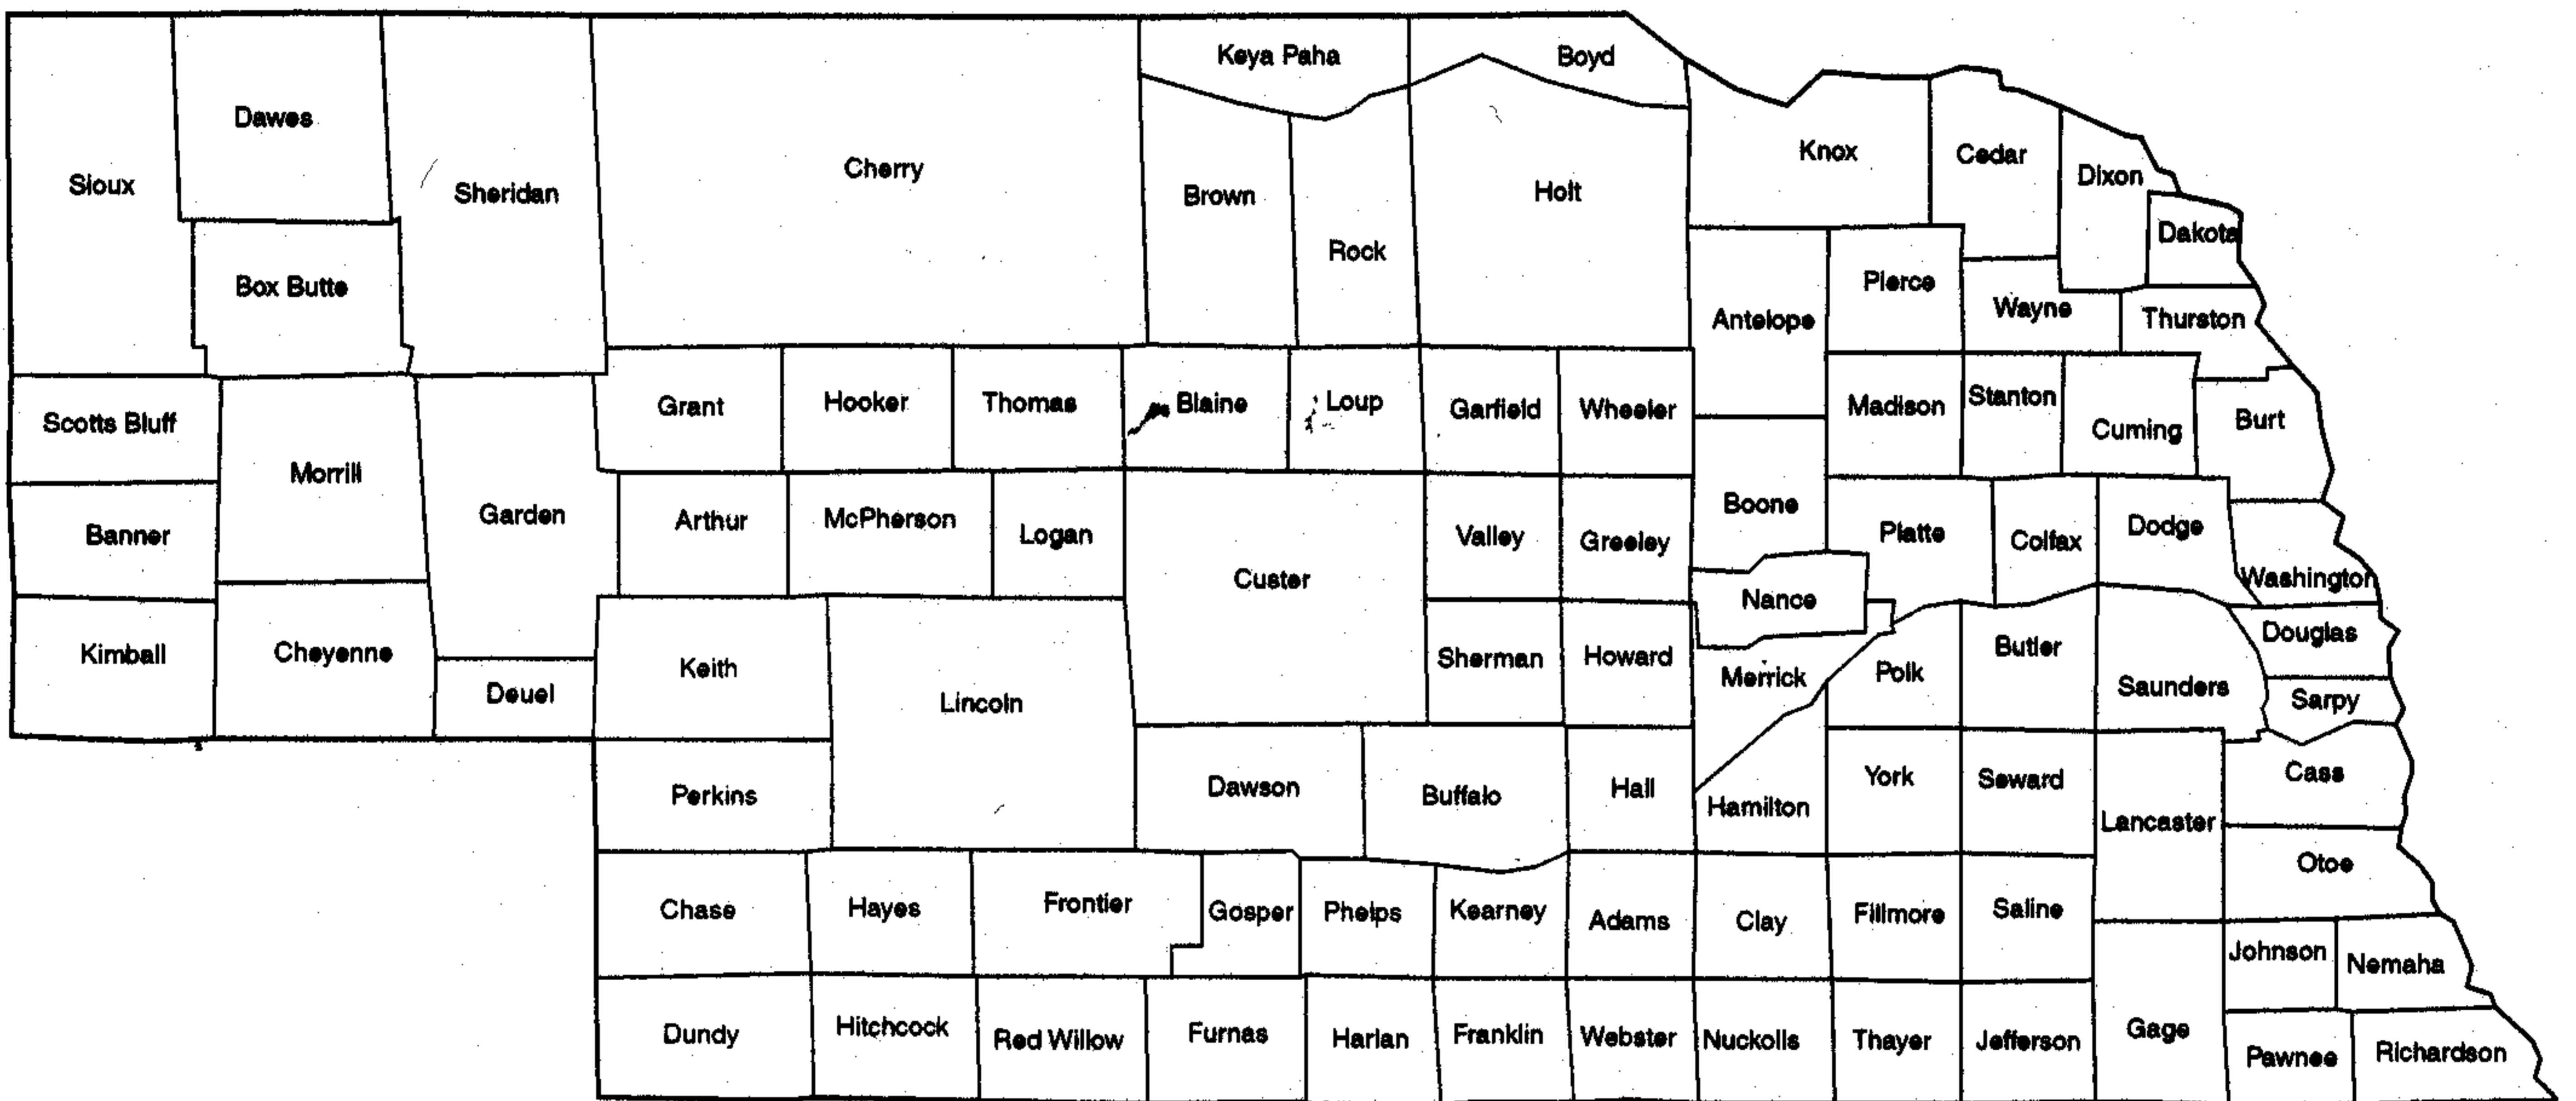 Keya Paha
Boyd
Dawes
Sioux
Sheridan
Cherry
Brown
Rock
Holt
Knox
Cedar
Dixon
Dakota
Box Butte
Antelope
Pierce
Wayne
Thurston
Scotts Bluff
Morrill
Grant
Hooker
Thomas
Blaine
Loup
Garfield
Wheeler
Madison
Stanton
Cuming
Burt
Banner
Garden
Arthur
McPherson
Logan
Custer
Valley
Greeley
Boone
Platte
Colfax
Dodge
Washington
Nance
Kimball
Cheyenne
Deuel
Keith
Lincoln
Sherman
Howard
Merrick
Polk
Butler
Saunders
Douglas
Sarpy
Perkins
Dawson
Buffalo
Hall
Hamilton
York
Seward
Lancaster
Cass
Otoe
Chase
Hayes
Frontier
Gosper
Phelps
Kearney
Adams
Clay
Fillmore
Saline
Johnson
Nemaha
Dundy
Hitchcock
Red Willow
Furnas
Harlan
Franklin
Webster
Nuckolls
Thayer
Jefferson
Gage
Pawnee
Richardson